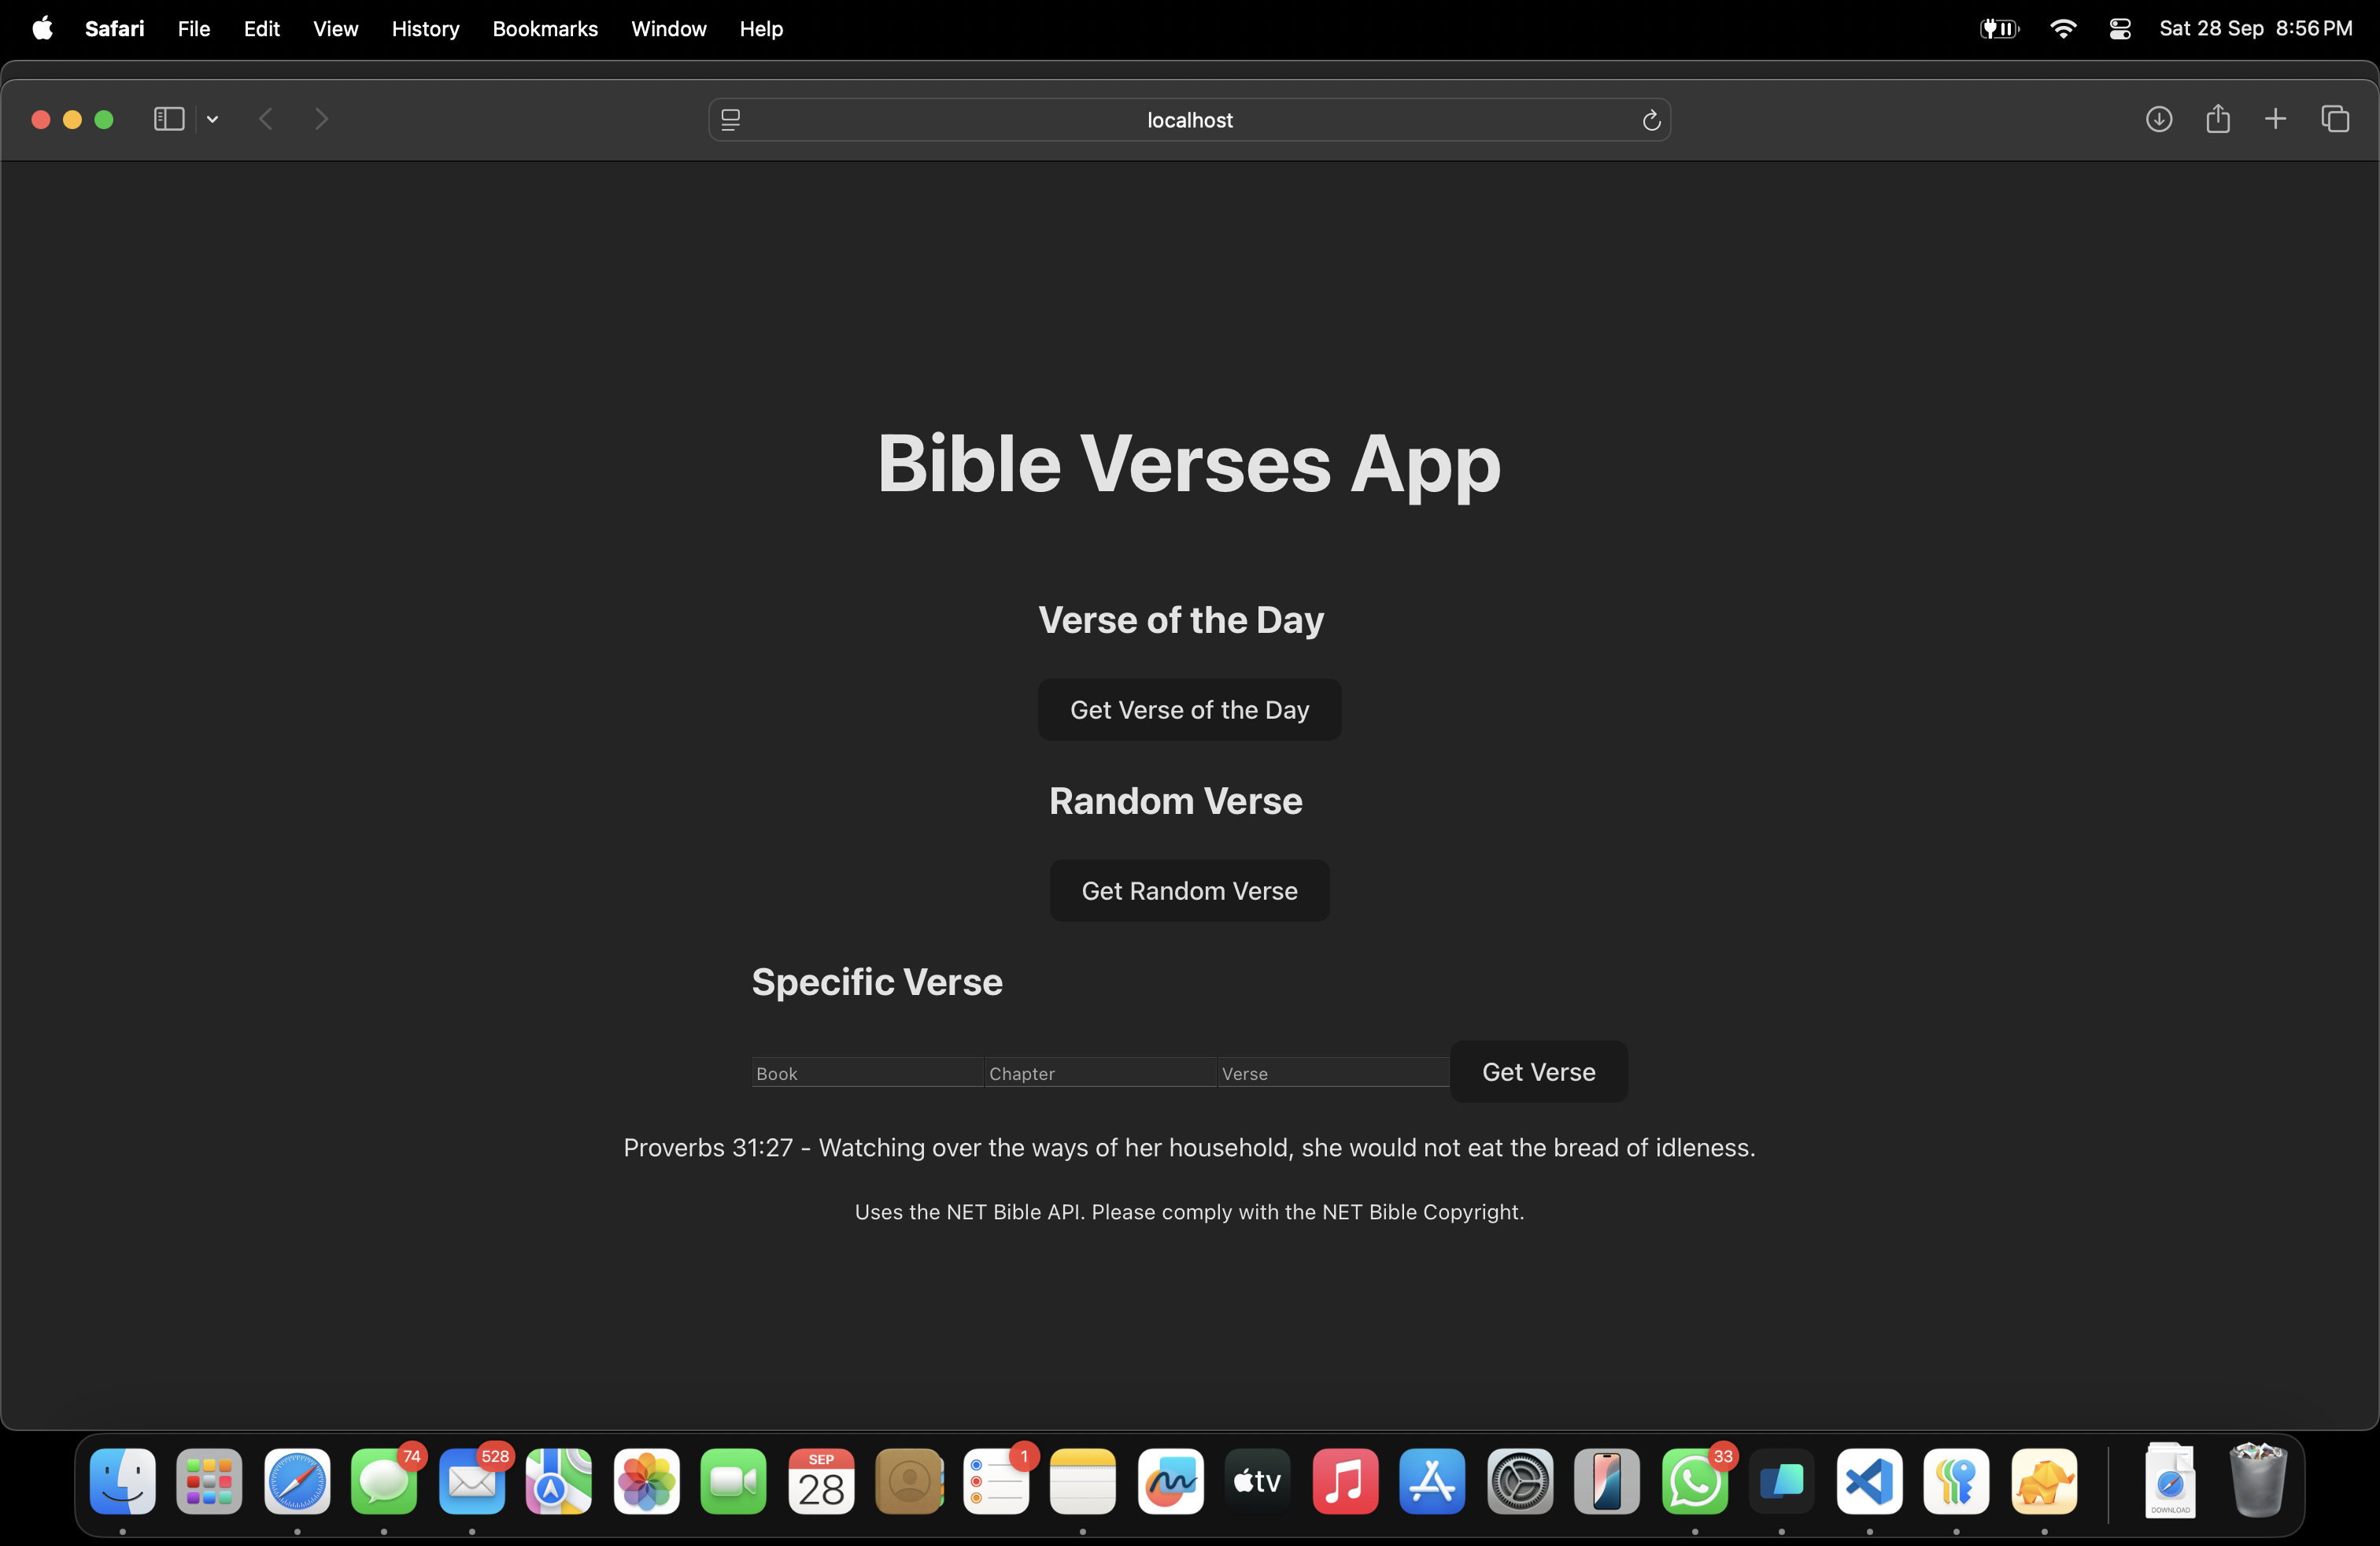 Safari File Edit View History Bookmarks Window Help Sat 28 Sep 8:56 PM
localhost
Bible Verses App
Verse of the Day
Get Verse of the Day
Random Verse
Get Random Verse
Specific Verse
Book Chapter Verse Get Verse
Proverbs 31:27 - Watching over the ways of her household, she would not eat the bread of idleness.
Uses the NET Bible API. Please comply with the NET Bible Copyright.
74 528 SEP 28 1 tv 33 DOWNLOAD